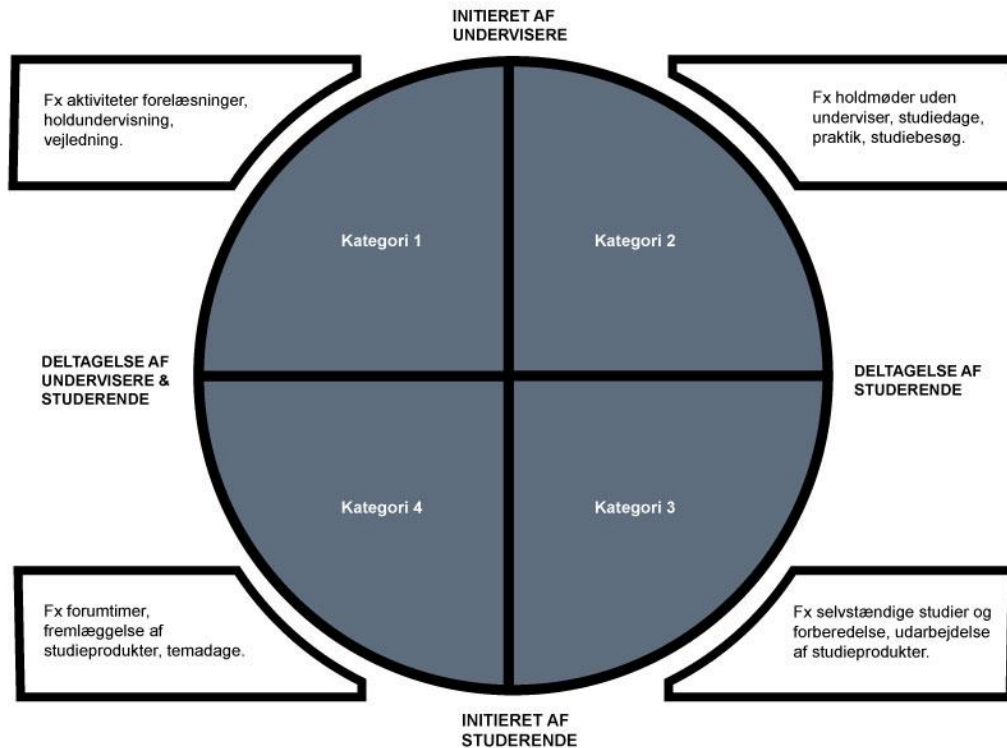 INITIERET AF
UNDERVISERE
Fx aktiviteter forelæsninger,
holdundervisning,
vejledning.
Fx holdmøder uden
underviser, studiedage,
praktik, studiebesøg.
Kategori 1
Kategori 2
DELTAGELSE AF
UNDERVISERE &
STUDERENDE
DELTAGELSE AF
STUDERENDE
Kategori 4
Kategori 3
Fx forumtimer,
fremlæggelse af
studieprodukter, temadage.
Fx selvstændige studier og
forberedelse, udarbejdelse
af studieprodukter.
INITIERET AF
STUDERENDE